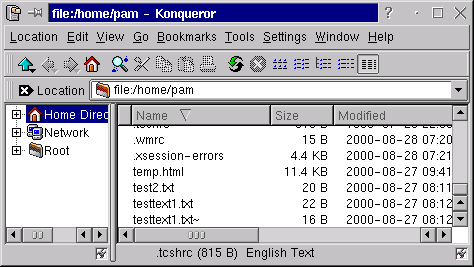 file:/home/pam - Konqueror
Location Edit View Go Bookmarks Tools Settings Window Help
Location file:/home/pam
Home Direc
Network
Root
Name Size Modified
.wmrc 15 B 2000-08-28 07:20
.xsession-errors 4.4 KB 2000-08-28 07:21
temp.html 11.4 KB 2000-08-27 09:41
test2.txt 20 B 2000-08-27 08:11
testtext1.txt 22 B 2000-08-27 08:12
testtext1.txt~ 16 B 2000-08-27 08:12
.tcshrc (815 B) English Text